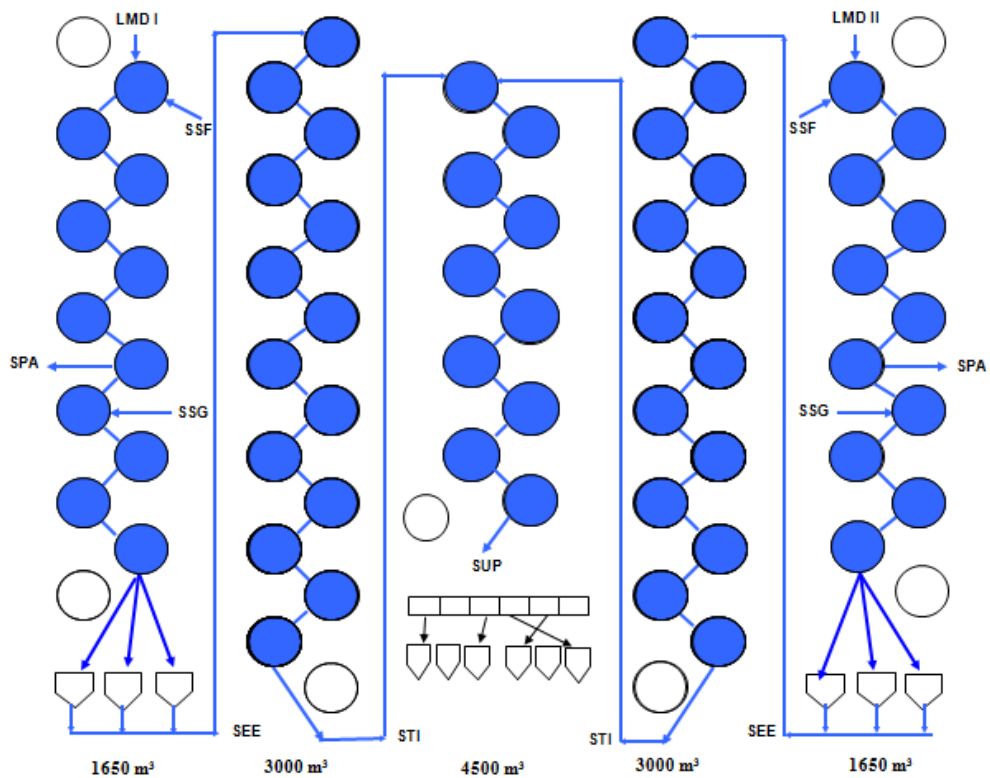 LMD I
LMD II
SSF
SSF
SPA
SPA
SSG
SSG
SUP
SEE
STI
STI
SEE
1650 m³
3000 m³
4500 m³
3000 m³
1650 m³